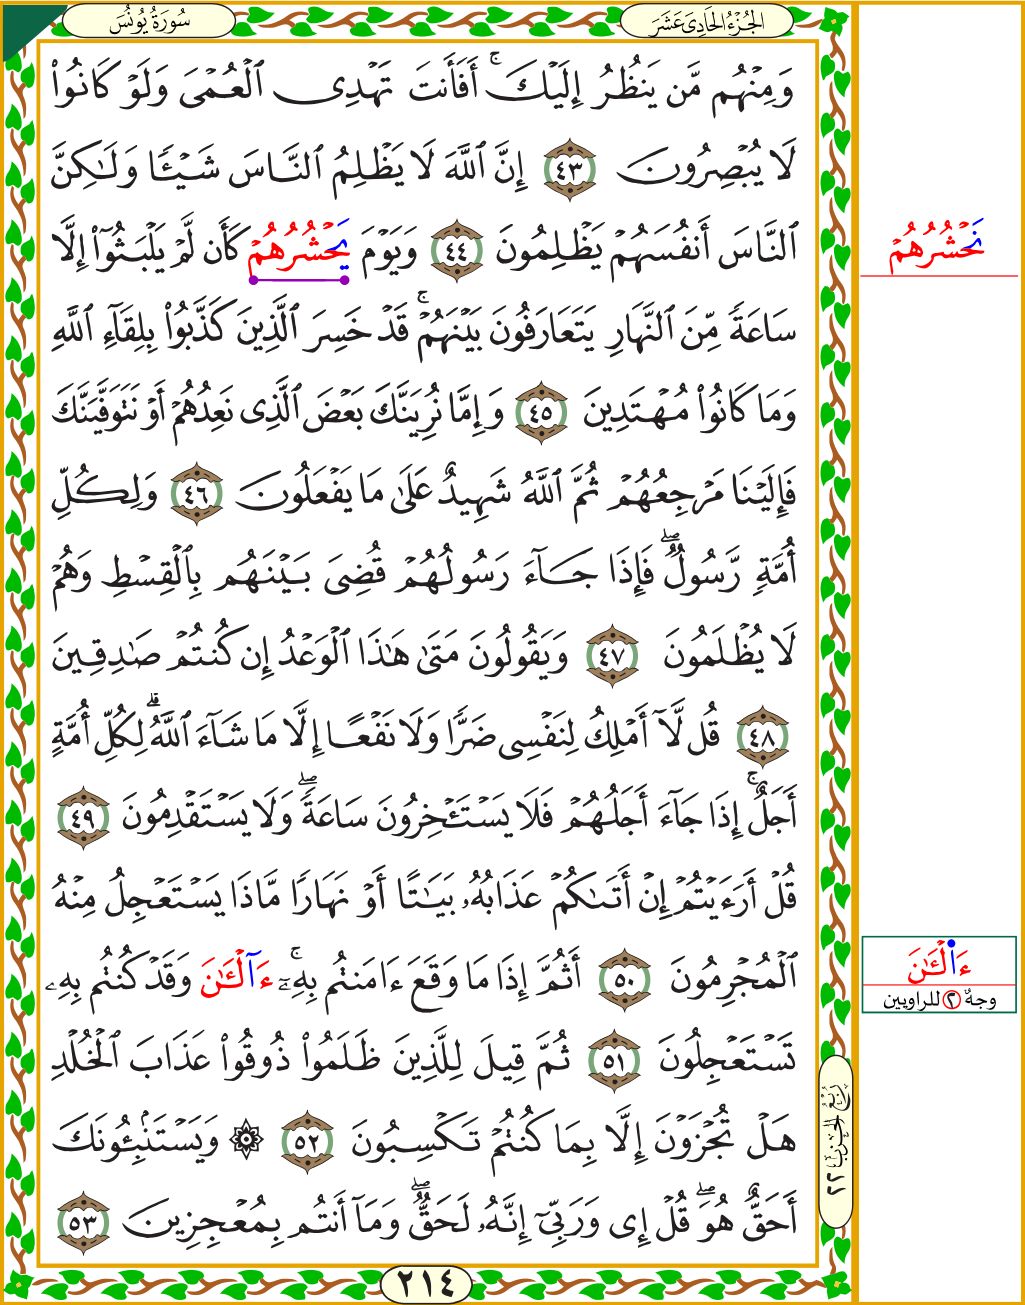 سُورَةُ يُونُسَ
الجُزْءُ الحَادِيَ عَشَرَ
وَمِنْهُم مَّن يَنظُرُ إِلَيْكَ ۚ أَفَأَنتَ تَهْدِى ٱلْعُمْىَ وَلَوْ كَانُوا۟
لَا يُبْصِرُونَ ٤٣ إِنَّ ٱللَّهَ لَا يَظْلِمُ ٱلنَّاسَ شَيْـًٔا وَلَـٰكِنَّ
ٱلنَّاسَ أَنفُسَهُمْ يَظْلِمُونَ ٤٤ وَيَوْمَ يَحْشُرُهُمْ كَأَن لَّمْ يَلْبَثُوٓا۟ إِلَّا
نَحْشُرُهُمْ
سَاعَةً مِّنَ ٱلنَّهَارِ يَتَعَارَفُونَ بَيْنَهُمْ ۚ قَدْ خَسِرَ ٱلَّذِينَ كَذَّبُوا۟ بِلِقَآءِ ٱللَّهِ
وَمَا كَانُوا۟ مُهْتَدِينَ ٤٥ وَإِمَّا نُرِيَنَّكَ بَعْضَ ٱلَّذِى نَعِدُهُمْ أَوْ نَتَوَفَّيَنَّكَ
فَإِلَيْنَا مَرْجِعُهُمْ ثُمَّ ٱللَّهُ شَهِيدٌ عَلَىٰ مَا يَفْعَلُونَ ٤٦ وَلِكُلِّ
أُمَّةٍ رَّسُولٌ ۖ فَإِذَا جَآءَ رَسُولُهُمْ قُضِىَ بَيْنَهُم بِٱلْقِسْطِ وَهُمْ
لَا يُظْلَمُونَ ٤٧ وَيَقُولُونَ مَتَىٰ هَـٰذَا ٱلْوَعْدُ إِن كُنتُمْ صَـٰدِقِينَ
٤٨ قُل لَّآ أَمْلِكُ لِنَفْسِى ضَرًّا وَلَا نَفْعًا إِلَّا مَا شَآءَ ٱللَّهُ ۗ لِكُلِّ أُمَّةٍ
أَجَلٌ ۚ إِذَا جَآءَ أَجَلُهُمْ فَلَا يَسْتَـْٔخِرُونَ سَاعَةً ۖ وَلَا يَسْتَقْدِمُونَ ٤٩
قُلْ أَرَءَيْتُمْ إِنْ أَتَىٰكُمْ عَذَابُهُۥ بَيَـٰتًا أَوْ نَهَارًا مَّاذَا يَسْتَعْجِلُ مِنْهُ
ٱلْمُجْرِمُونَ ٥٠ أَثُمَّ إِذَا مَا وَقَعَ ءَامَنتُم بِهِۦٓ ۚ ءَآلْـَٔـٰنَ وَقَدْ كُنتُم بِهِۦ
ءَاْلْـَٔـٰنَ
وجهٌ ٢ للراويين
تَسْتَعْجِلُونَ ٥١ ثُمَّ قِيلَ لِلَّذِينَ ظَلَمُوا۟ ذُوقُوا۟ عَذَابَ ٱلْخُلْدِ
هَلْ تُجْزَوْنَ إِلَّا بِمَا كُنتُمْ تَكْسِبُونَ ٥٢ ۞ وَيَسْتَنۢبِـُٔونَكَ
رُبْعُ الحِزْبِ ٢٢
أَحَقٌّ هُوَ ۖ قُلْ إِى وَرَبِّىٓ إِنَّهُۥ لَحَقٌّ ۖ وَمَآ أَنتُم بِمُعْجِزِينَ ٥٣
٢١٤